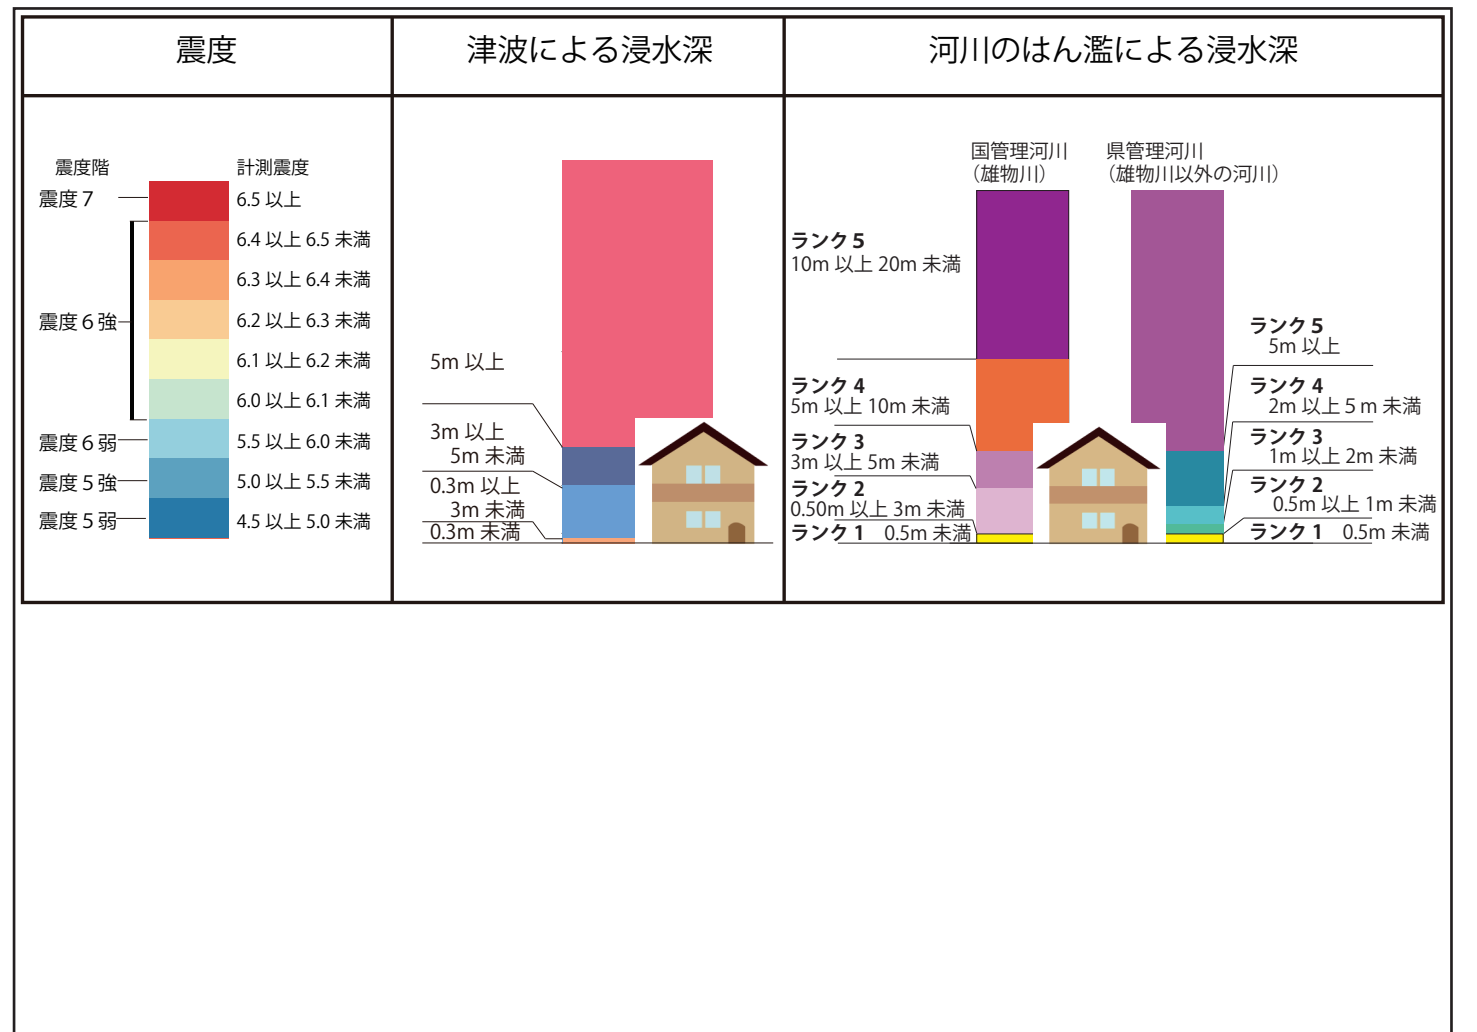 震度
津波による浸水深
河川のはん濫による浸水深
震度階
計測震度
震度７
6.5 以上
6.4 以上 6.5 未満
6.3 以上 6.4 未満
震度６強
6.2 以上 6.3 未満
6.1 以上 6.2 未満
6.0 以上 6.1 未満
震度６弱
5.5 以上 6.0 未満
震度５強
5.0 以上 5.5 未満
震度５弱
4.5 以上 5.0 未満
5m 以上
3m 以上
5m 未満
0.3m 以上
3m 未満
0.3m 未満
国管理河川
（雄物川）
ランク 5
10m 以上 20m 未満
ランク 4
5m 以上 10m 未満
ランク 3
3m 以上 5m 未満
ランク 2
0.50m 以上 3m 未満
ランク 1 0.5m 未満
県管理河川
（雄物川以外の河川）
ランク 5
5m 以上
ランク 4
2m 以上 5 m 未満
ランク 3
1m 以上 2m 未満
ランク 2
0.5m 以上 1m 未満
ランク 1 0.5m 未満